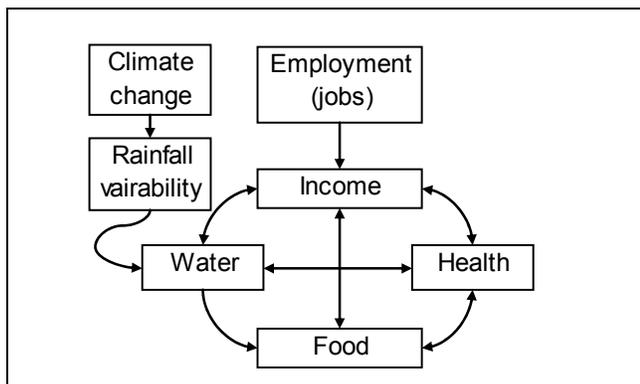 Climate
change
Employment
(jobs)
Rainfall
vairability
Income
Water
Health
Food